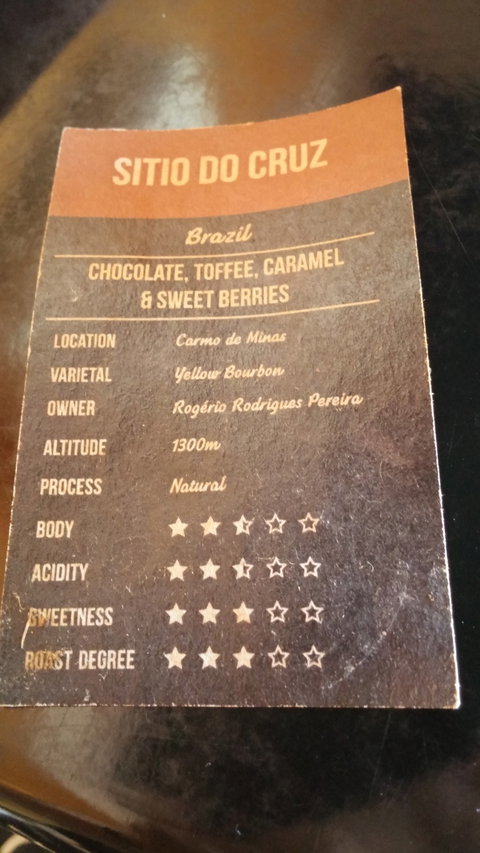 SITIO DO CRUZ
Brazil
CHOCOLATE, TOFFEE, CARAMEL
& SWEET BERRIES
LOCATION Carmo de Minas
VARIETAL Yellow Bourbon
OWNER Rogério Rodrigues Pereira
ALTITUDE 1300m
PROCESS Natural
BODY
ACIDITY
SWEETNESS
ROAST DEGREE